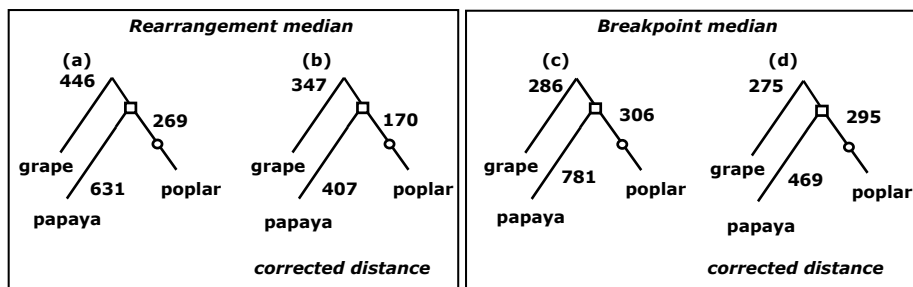 Rearrangement median
(a)
446
269
grape
631
poplar
papaya
(b)
347
170
grape
407
poplar
papaya
corrected distance
Breakpoint median
(c)
286
306
grape
781
poplar
papaya
(d)
275
295
grape
469
poplar
papaya
corrected distance